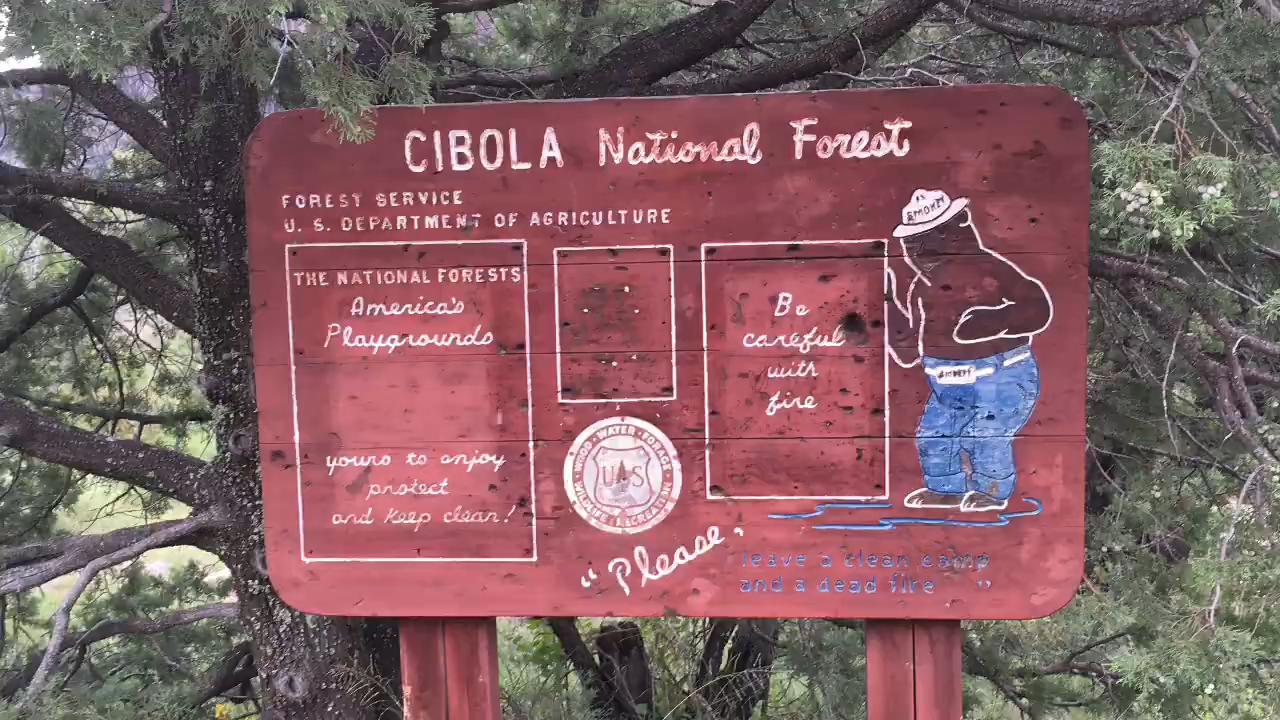 CIBOLA National Forest
FOREST SERVICE
U. S. DEPARTMENT OF AGRICULTURE
THE NATIONAL FORESTS
America's
Playgrounds
yours to enjoy
protect
and keep clean!
WOOD · WATER · FORAGE · WILDLIFE · RECREATION
U S
Be
careful
with
fire
SMOKEY
SMOKEY
"Please,
leave a clean camp
and a dead fire "